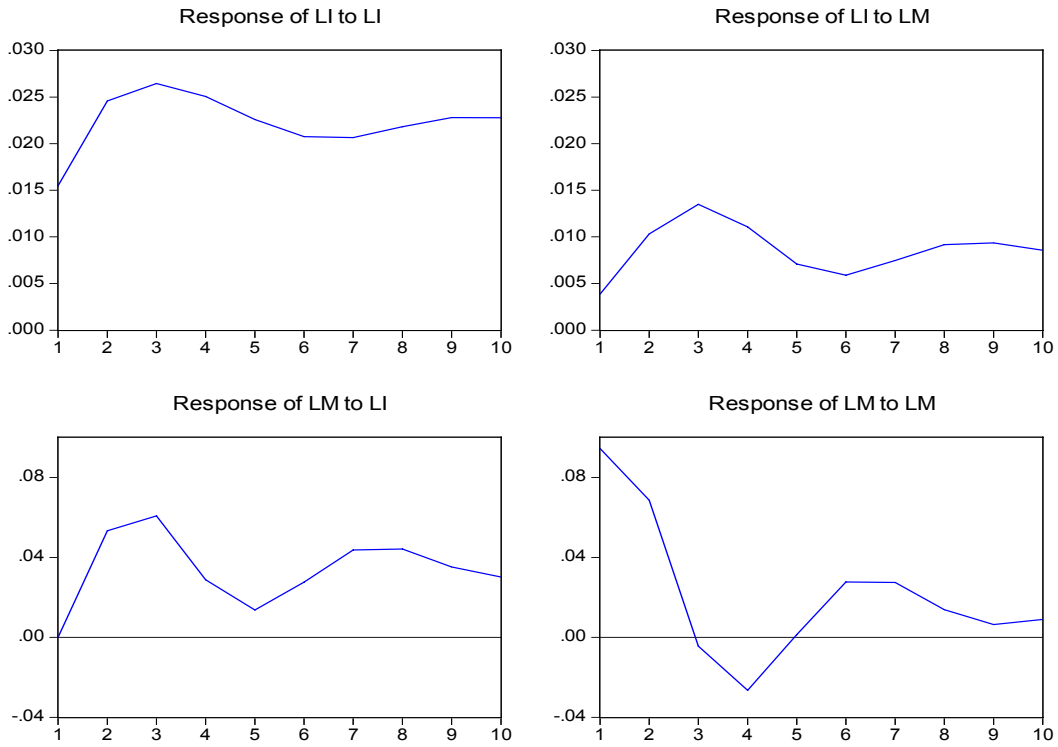 Response of LI to LI
.030
.025
.020
.015
.010
.005
.000
1 2 3 4 5 6 7 8 9 10
Response of LI to LM
.030
.025
.020
.015
.010
.005
.000
1 2 3 4 5 6 7 8 9 10
Response of LM to LI
.08
.04
.00
-.04
1 2 3 4 5 6 7 8 9 10
Response of LM to LM
.08
.04
.00
-.04
1 2 3 4 5 6 7 8 9 10